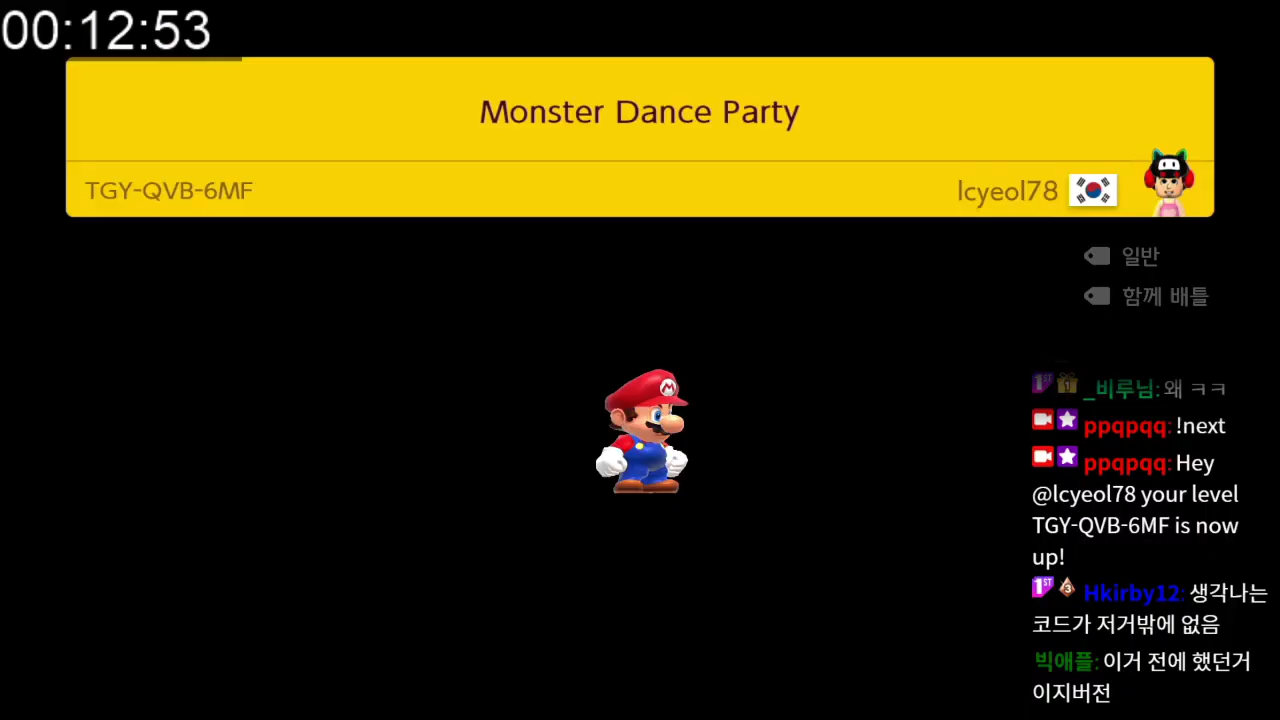 00:12:53
Monster Dance Party
TGY-QVB-6MF
lcyeol78
일반
함께 배틀
_비루님: 왜 ㅋㅋ
ppqpqq: !next
ppqpqq: Hey
@lcyeol78 your level
TGY-QVB-6MF is now
up!
Hkirby12: 생각나는
코드가 저거밖에 없음
빅애플: 이거 전에 했던거
이지버전